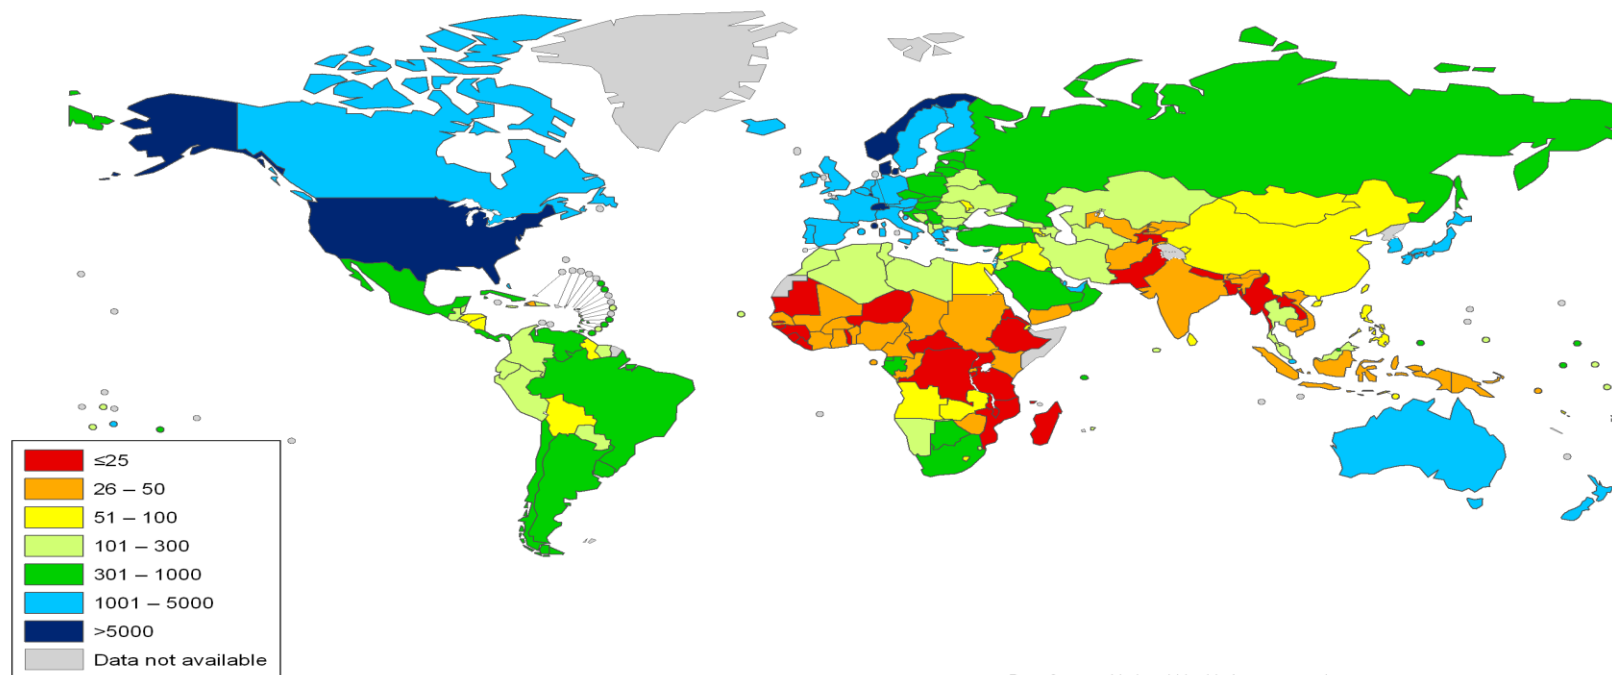 ≤25
26 – 50
51 – 100
101 – 300
301 – 1000
1001 – 5000
>5000
Data not available